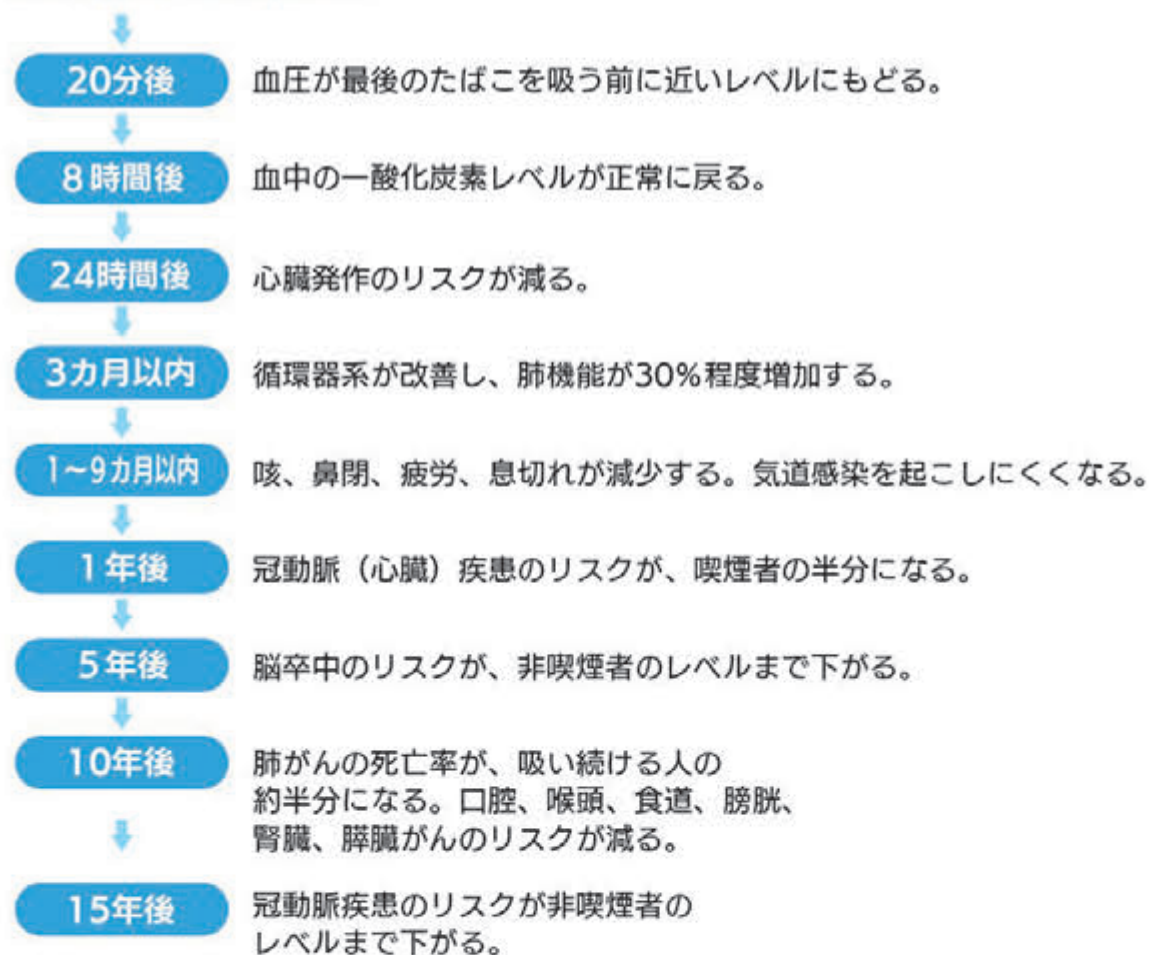 20分後
血圧が最後のたばこを吸う前に近いレベルにもどる。
8時間後
血中の一酸化炭素レベルが正常に戻る。
24時間後
心臓発作のリスクが減る。
3カ月以内
循環器系が改善し、肺機能が30%程度増加する。
1〜9カ月以内
咳、鼻閉、疲労、息切れが減少する。気道感染を起こしにくくなる。
1年後
冠動脈（心臓）疾患のリスクが、喫煙者の半分になる。
5年後
脳卒中のリスクが、非喫煙者のレベルまで下がる。
10年後
肺がんの死亡率が、吸い続ける人の
約半分になる。口腔、喉頭、食道、膀胱、
腎臓、膵臓がんのリスクが減る。
15年後
冠動脈疾患のリスクが非喫煙者の
レベルまで下がる。